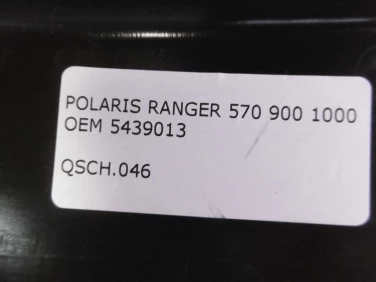 POLARIS RANGER 570 900 1000
OEM 5439013
QSCH.046